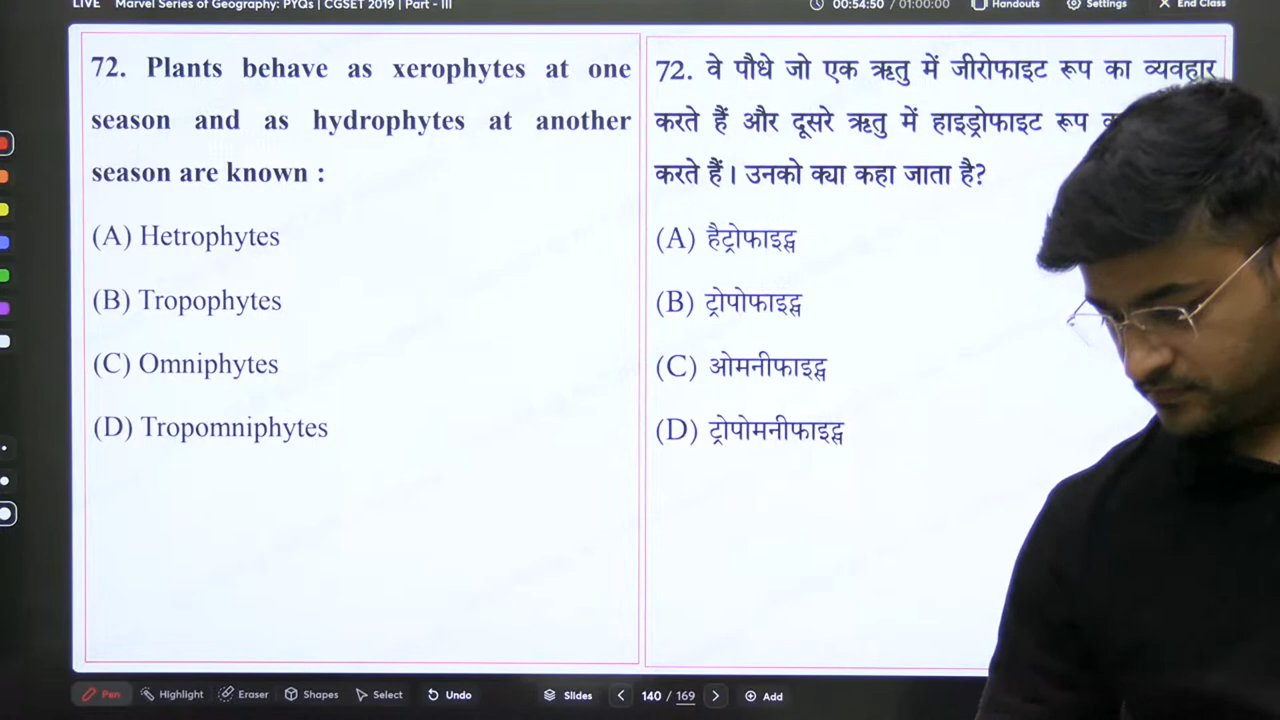 LIVE Marvel Series of Geography: PYQs | CGSET 2019 | Part - III 00:54:50 / 01:00:00 Handouts Settings End Class
72. Plants behave as xerophytes at one
season and as hydrophytes at another
season are known :
(A) Hetrophytes
(B) Tropophytes
(C) Omniphytes
(D) Tropomniphytes
72. वे पौधे जो एक ऋतु में जीरोफाइट रूप का व्यवहार
करते हैं और दूसरे ऋतु में हाइड्रोफाइट रूप
करते हैं। उनको क्या कहा जाता है?
(A) हैट्रोफाइट्स
(B) ट्रोपोफाइट्स
(C) ओमनीफाइट्स
(D) ट्रोपोमनीफाइट्स
Pen Highlight Eraser Shapes Select Undo Slides 140 / 169 Add